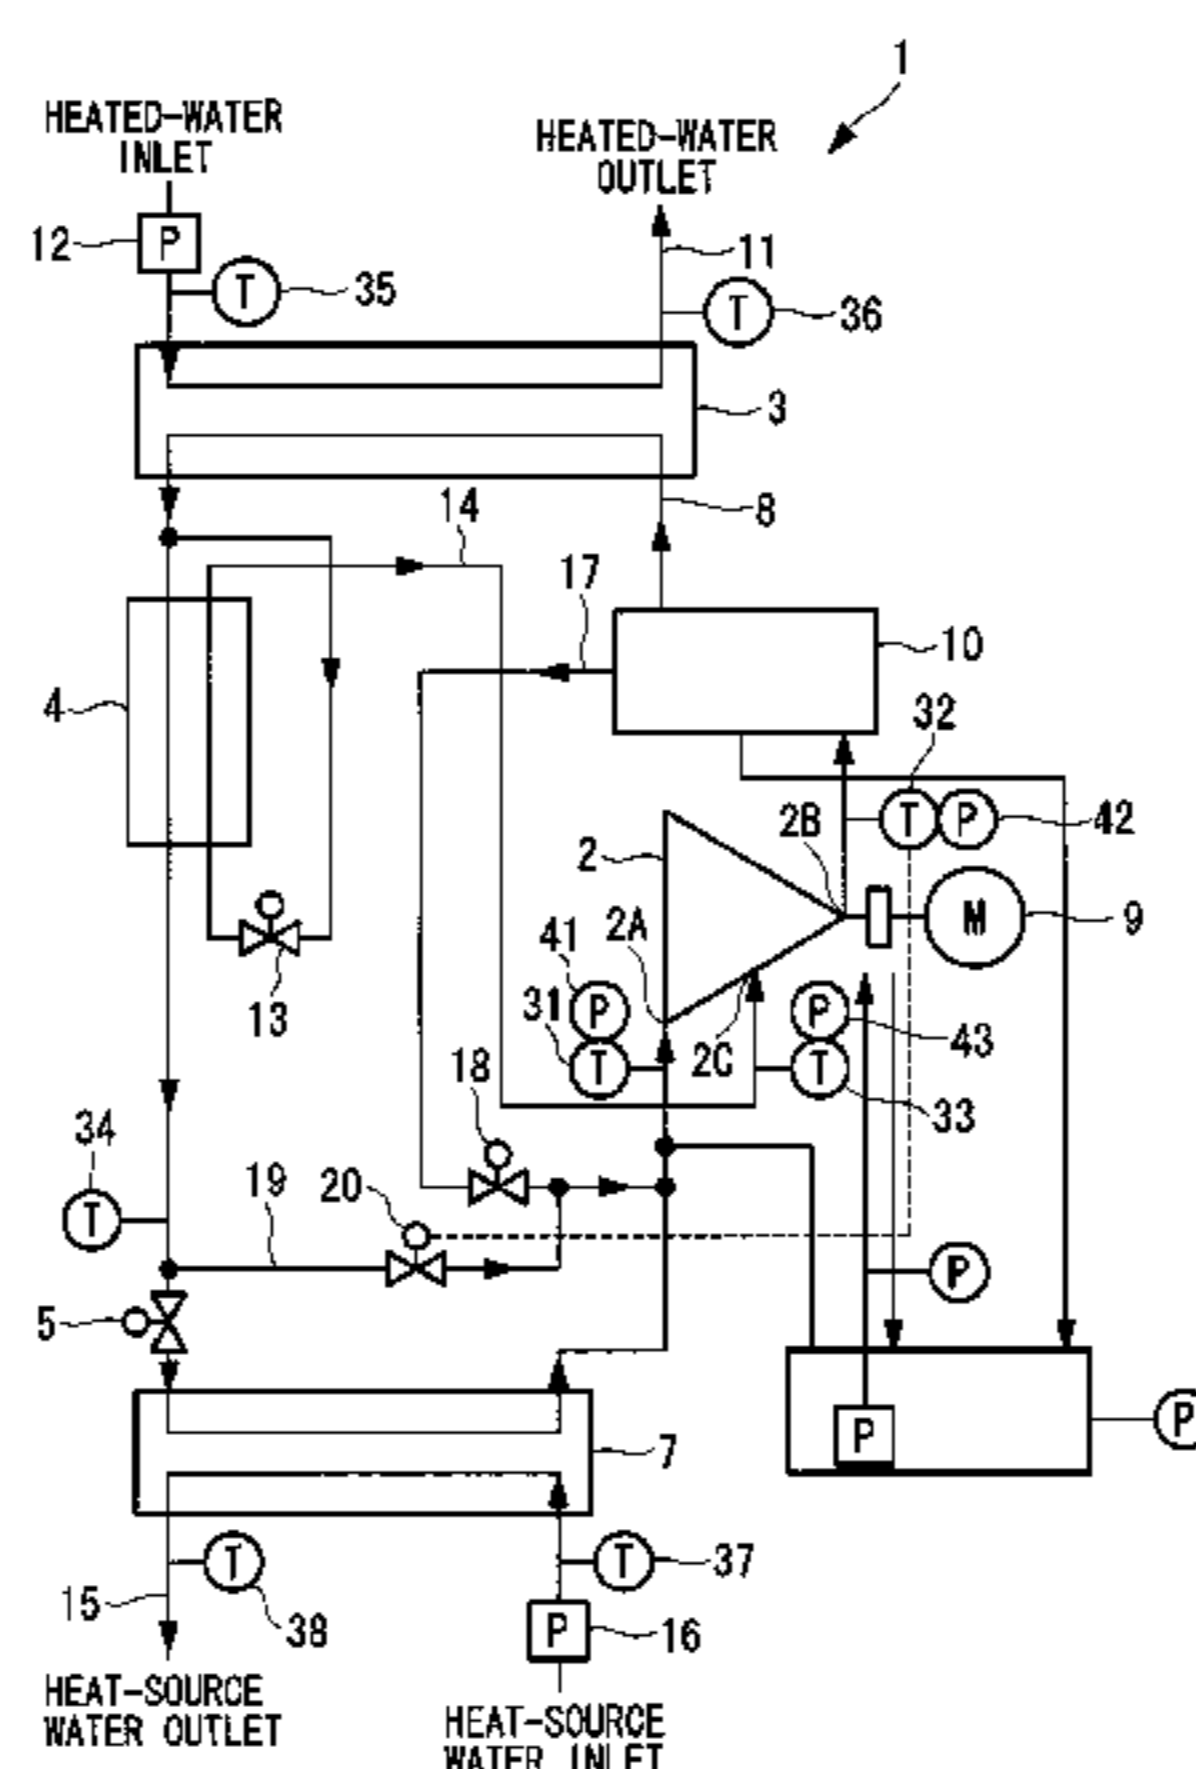 1
HEATED-WATER
INLET
HEATED-WATER
OUTLET
12
P
11
T
35
T
36
3
14
8
17
10
4
32
2B
T
P
42
2
M
9
41
2A
P
P
13
31
T
2C
43
18
T
33
34
19
20
T
P
5
P
P
7
T
37
T
15
38
P
16
HEAT-SOURCE
WATER OUTLET
HEAT-SOURCE
WATER INLET